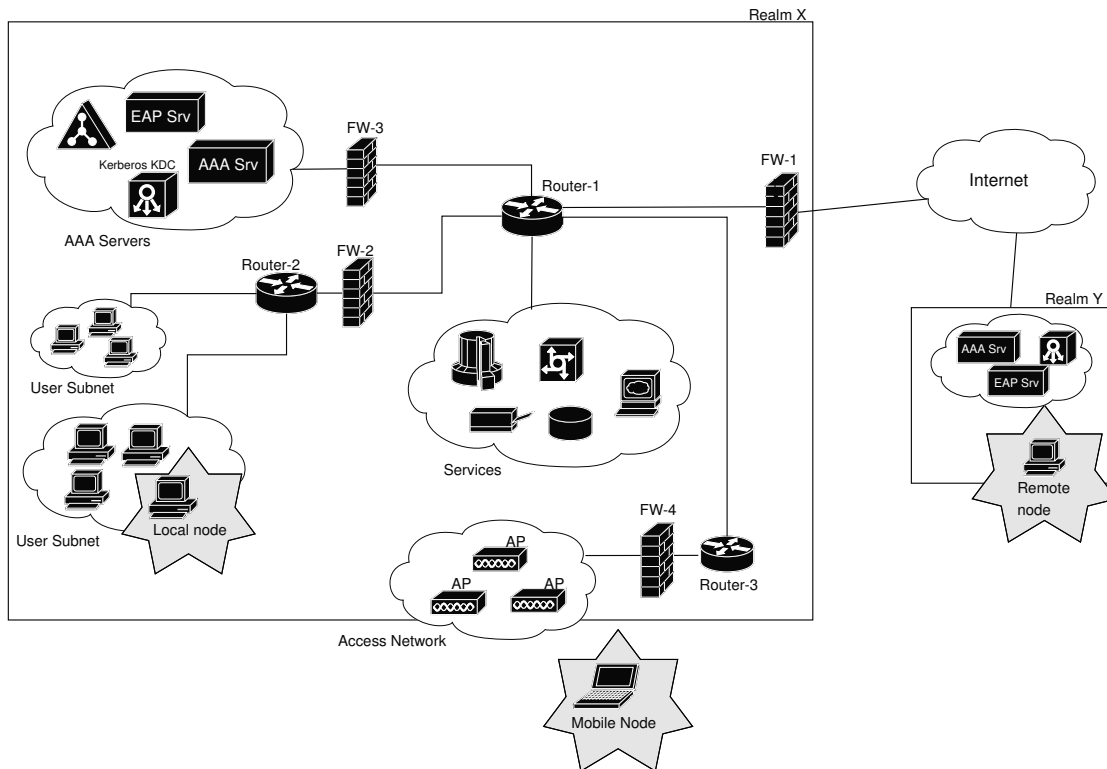 Realm X
EAP Srv
FW-3
Kerberos KDC
AAA Srv
FW-1
Router-1
Internet
AAA Servers
FW-2
Router-2
Realm Y
AAA Srv
EAP Srv
User Subnet
Services
Remote
node
FW-4
Local node
User Subnet
AP
AP
AP
Router-3
Access Network
Mobile Node